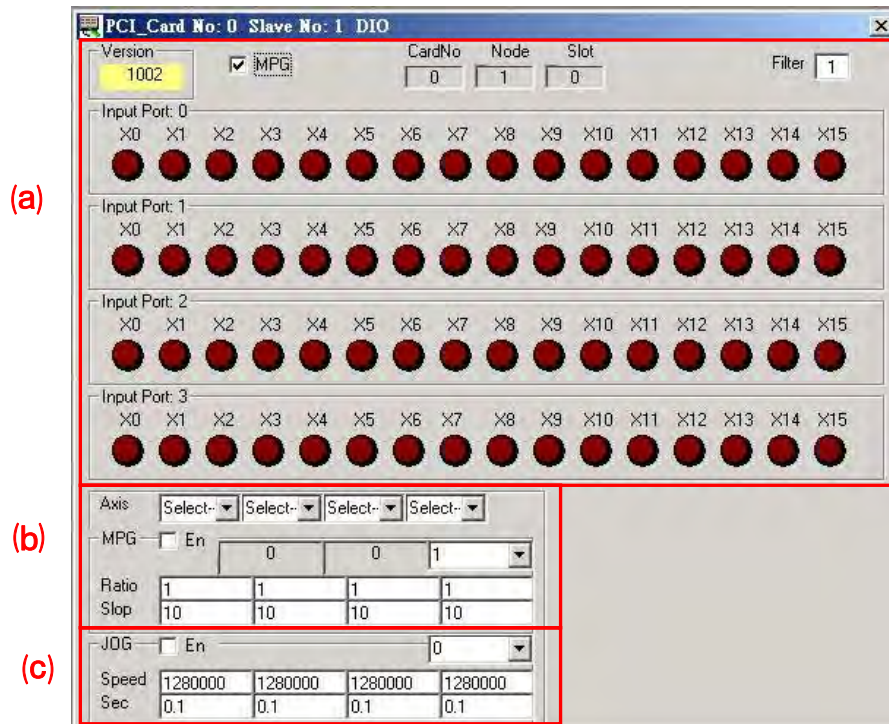 PCI_Card No: 0 Slave No: 1 DIO
Version
1002
MPG
CardNo Node Slot
0 1 0
Filter 1
(a)
Input Port: 0
X0 X1 X2 X3 X4 X5 X6 X7 X8 X9 X10 X11 X12 X13 X14 X15
Input Port: 1
X0 X1 X2 X3 X4 X5 X6 X7 X8 X9 X10 X11 X12 X13 X14 X15
Input Port: 2
X0 X1 X2 X3 X4 X5 X6 X7 X8 X9 X10 X11 X12 X13 X14 X15
Input Port: 3
X0 X1 X2 X3 X4 X5 X6 X7 X8 X9 X10 X11 X12 X13 X14 X15
(b)
Axis Select- Select- Select- Select-
MPG En 0 0 1
Ratio 1 1 1 1
Slop 10 10 10 10
(c)
JOG En 0
Speed 1280000 1280000 1280000 1280000
Sec 0.1 0.1 0.1 0.1